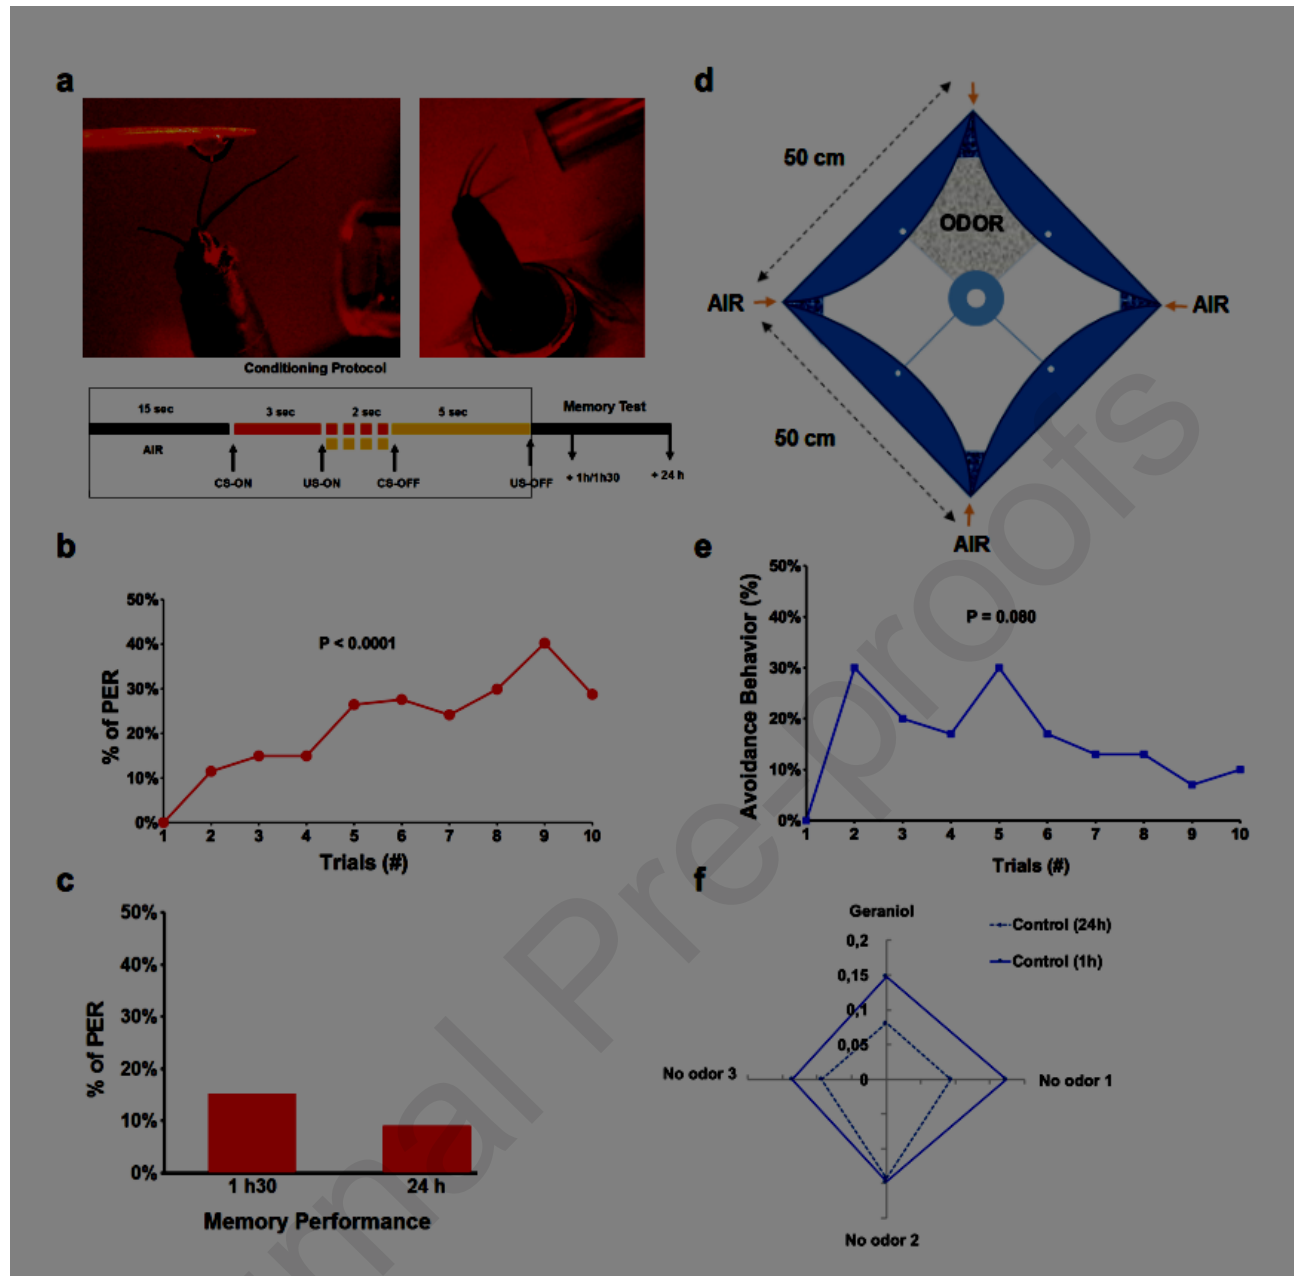 a
Conditioning Protocol
15 sec
3 sec
2 sec
5 sec
Memory Test
AIR
CS-ON
US-ON
CS-OFF
US-OFF
+ 1h/1h30
+ 24 h
b
50%
40%
30%
20%
10%
0%
% of PER
P < 0.0001
1 2 3 4 5 6 7 8 9 10
Trials (#)
c
50%
40%
30%
20%
10%
0%
% of PER
1 h30
24 h
Memory Performance
d
50 cm
ODOR
AIR
AIR
50 cm
AIR
e
50%
40%
30%
20%
10%
0%
Avoidance Behavior (%)
P = 0.080
1 2 3 4 5 6 7 8 9 10
Trials (#)
f
Geraniol
Control (24h)
Control (1h)
0,2
0,15
0,1
0,05
0
No odor 3
No odor 1
No odor 2
rnal Pre-proofs